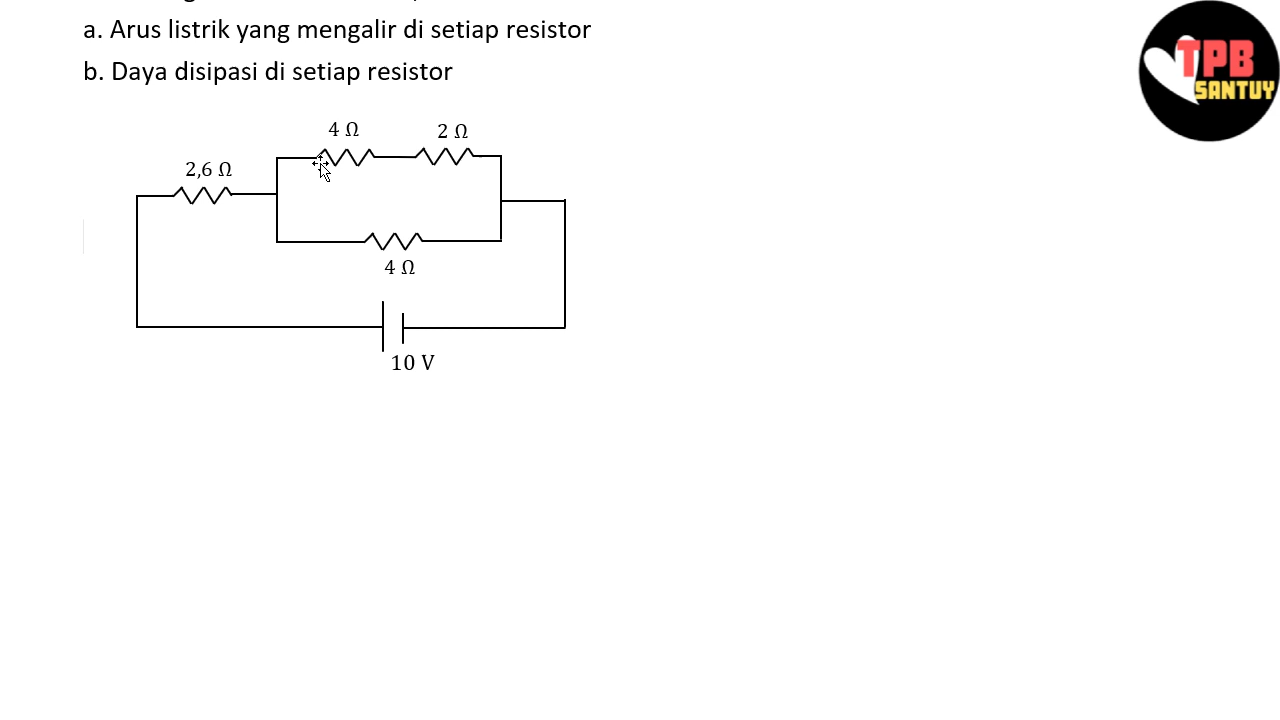 a. Arus listrik yang mengalir di setiap resistor
b. Daya disipasi di setiap resistor
TPB
SANTUY
4 Ω
2 Ω
2,6 Ω
4 Ω
10 V